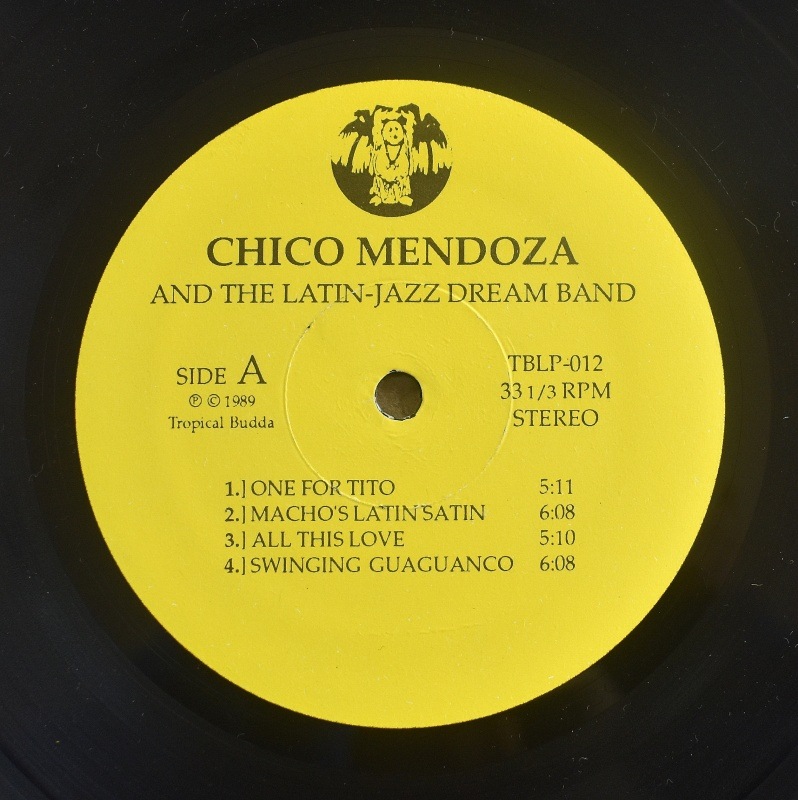 CHICO MENDOZA
AND THE LATIN-JAZZ DREAM BAND
SIDE A
℗ © 1989
Tropical Budda
TBLP-012
33 1/3 RPM
STEREO
1.] ONE FOR TITO 5:11
2.] MACHO'S LATIN SATIN 6:08
3.] ALL THIS LOVE 5:10
4.] SWINGING GUAGUANCO 6:08